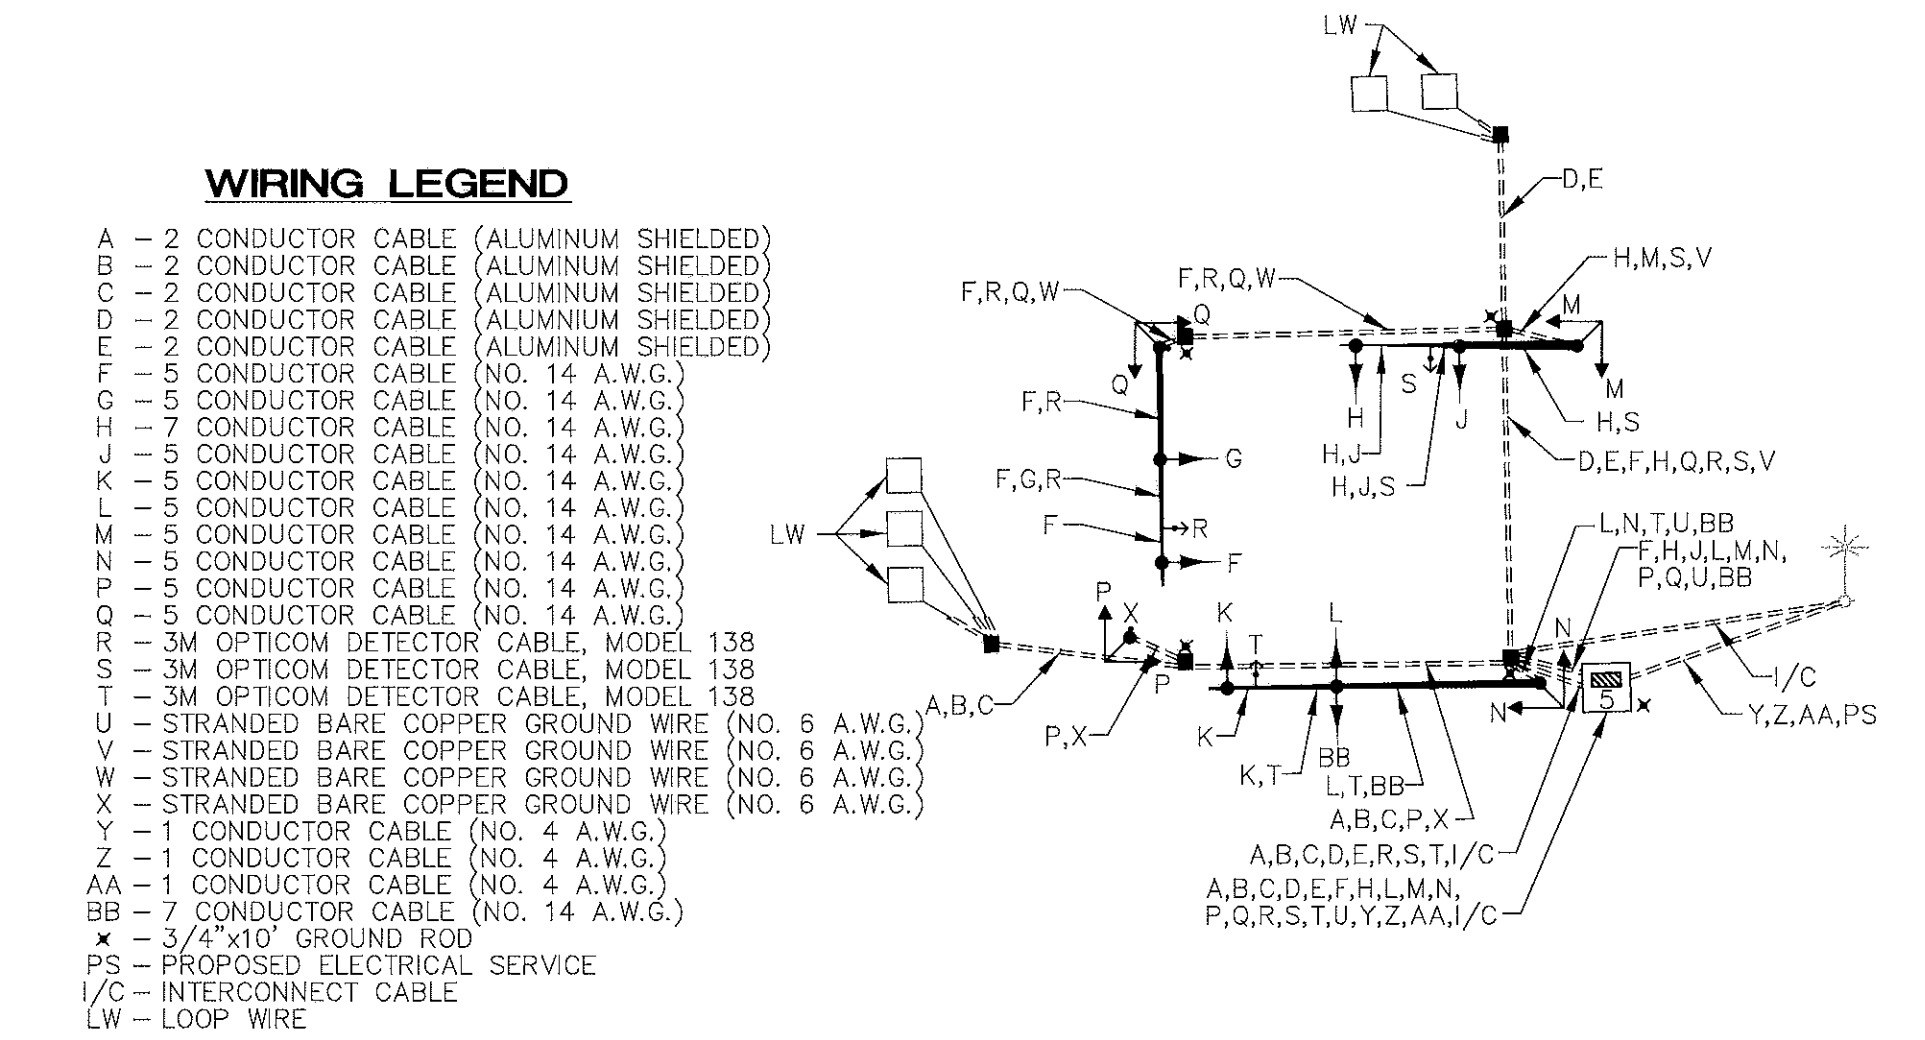 WIRING LEGEND
A – 2 CONDUCTOR CABLE (ALUMINUM SHIELDED)
B – 2 CONDUCTOR CABLE (ALUMINUM SHIELDED)
C – 2 CONDUCTOR CABLE (ALUMINUM SHIELDED)
D – 2 CONDUCTOR CABLE (ALUMNIUM SHIELDED)
E – 2 CONDUCTOR CABLE (ALUMINUM SHIELDED)
F – 5 CONDUCTOR CABLE (NO. 14 A.W.G.)
G – 5 CONDUCTOR CABLE (NO. 14 A.W.G.)
H – 7 CONDUCTOR CABLE (NO. 14 A.W.G.)
J – 5 CONDUCTOR CABLE (NO. 14 A.W.G.)
K – 5 CONDUCTOR CABLE (NO. 14 A.W.G.)
L – 5 CONDUCTOR CABLE (NO. 14 A.W.G.)
M – 5 CONDUCTOR CABLE (NO. 14 A.W.G.)
N – 5 CONDUCTOR CABLE (NO. 14 A.W.G.)
P – 5 CONDUCTOR CABLE (NO. 14 A.W.G.)
Q – 5 CONDUCTOR CABLE (NO. 14 A.W.G.)
R – 3M OPTICOM DETECTOR CABLE, MODEL 138
S – 3M OPTICOM DETECTOR CABLE, MODEL 138
T – 3M OPTICOM DETECTOR CABLE, MODEL 138
U – STRANDED BARE COPPER GROUND WIRE (NO. 6 A.W.G.)
V – STRANDED BARE COPPER GROUND WIRE (NO. 6 A.W.G.)
W – STRANDED BARE COPPER GROUND WIRE (NO. 6 A.W.G.)
X – STRANDED BARE COPPER GROUND WIRE (NO. 6 A.W.G.)
Y – 1 CONDUCTOR CABLE (NO. 4 A.W.G.)
Z – 1 CONDUCTOR CABLE (NO. 4 A.W.G.)
AA – 1 CONDUCTOR CABLE (NO. 4 A.W.G.)
BB – 7 CONDUCTOR CABLE (NO. 14 A.W.G.)
– 3/4"x10' GROUND ROD
PS – PROPOSED ELECTRICAL SERVICE
I/C – INTERCONNECT CABLE
LW – LOOP WIRE
LW
D,E
H,M,S,V
F,R,Q,W
F,R,Q,W
Q
M
Q
S
M
F,R
H
J
H,S
G
H,J
D,E,F,H,Q,R,S,V
F,G,R
H,J,S
LW
F
R
L,N,T,U,BB
F,H,J,L,M,N,
P,Q,U,BB
F
P
X
K
T
L
N
P
I/C
A,B,C
5
N
Y,Z,AA,PS
P,X
K
BB
K,T
L,T,BB
A,B,C,P,X
A,B,C,D,E,R,S,T,I/C
A,B,C,D,E,F,H,L,M,N,
P,Q,R,S,T,U,Y,Z,AA,I/C